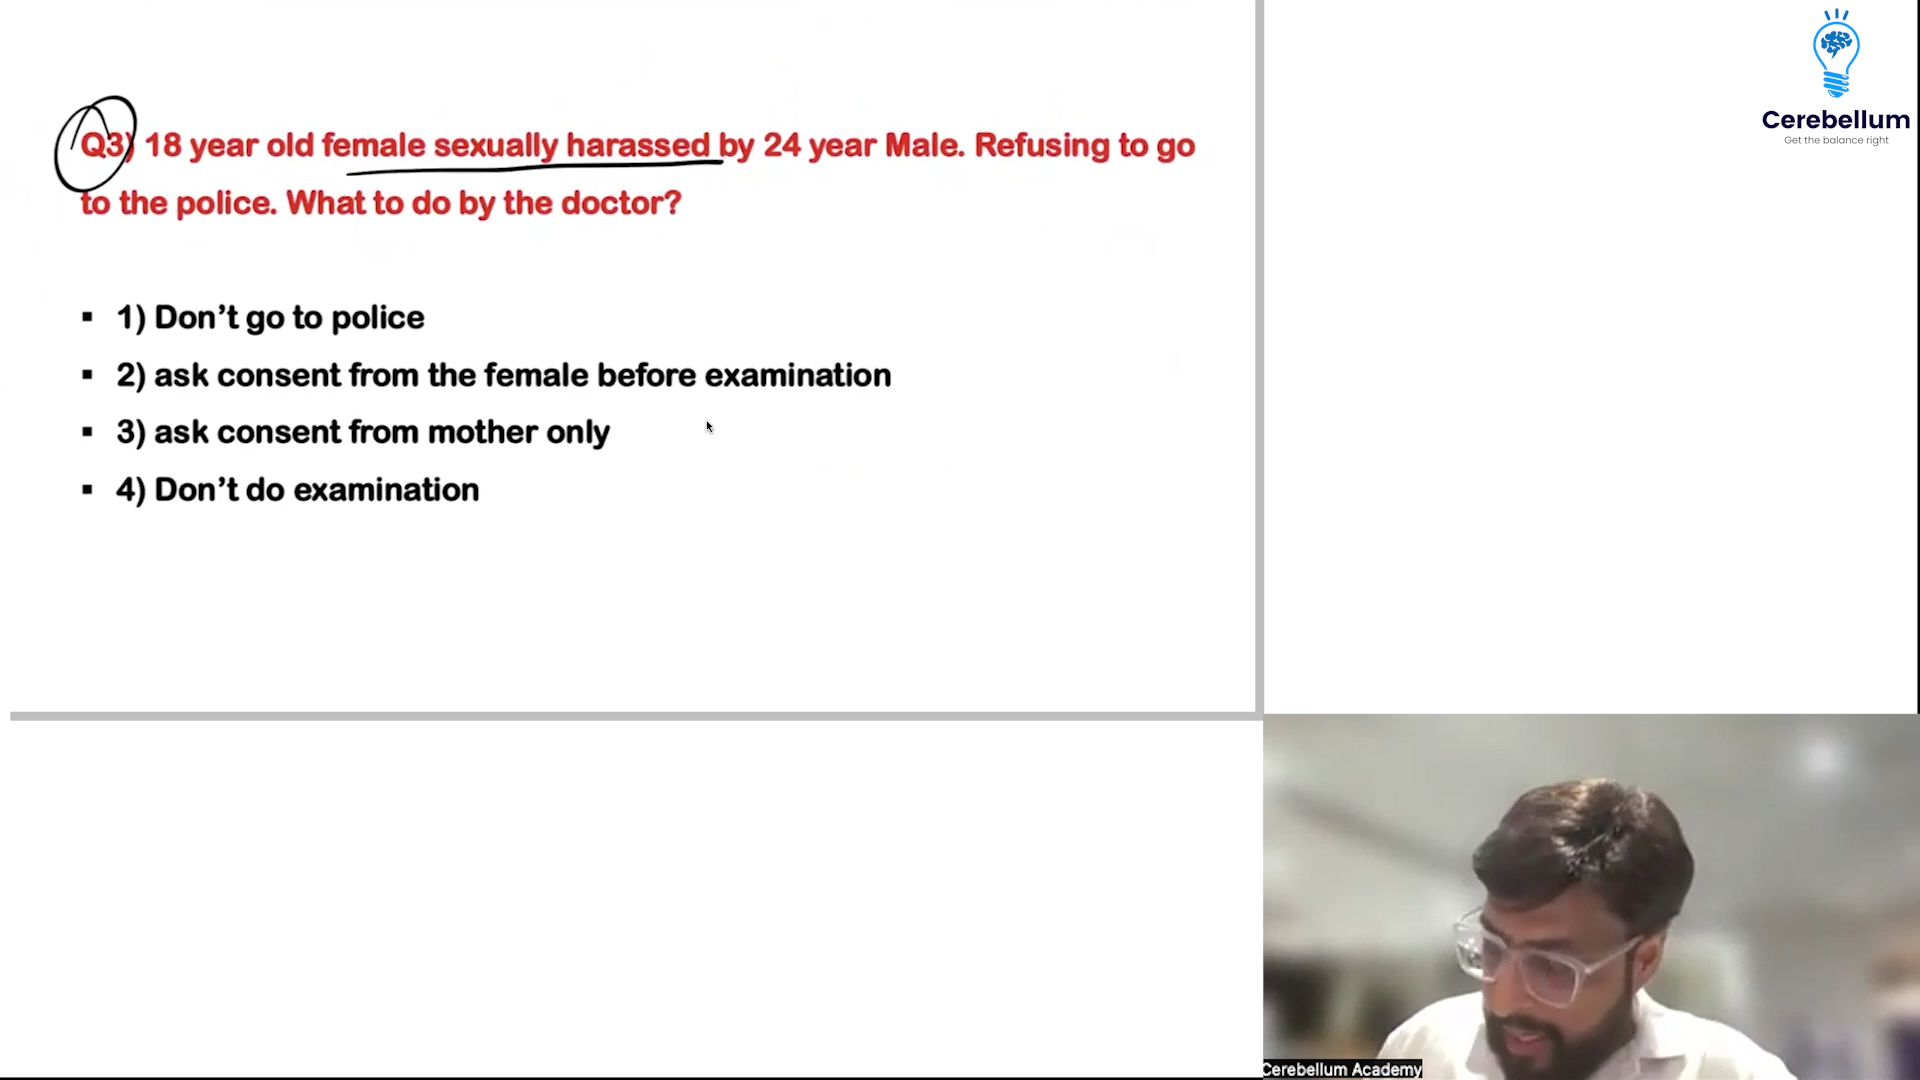 Cerebellum
Get the balance right
Q3) 18 year old female sexually harassed by 24 year Male. Refusing to go
to the police. What to do by the doctor?
▪ 1) Don’t go to police
▪ 2) ask consent from the female before examination
▪ 3) ask consent from mother only
▪ 4) Don’t do examination
Cerebellum Academy